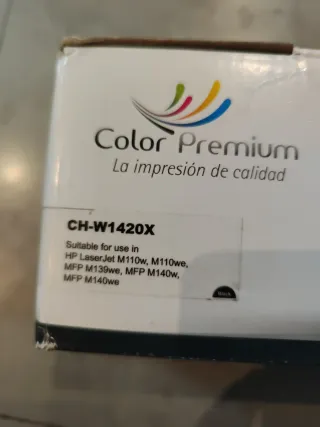 Color Premium
La impresión de calidad
CH-W1420X
Suitable for use in
HP LaserJet M110w, M110we,
MFP M139we, MFP M140w,
MFP M140we